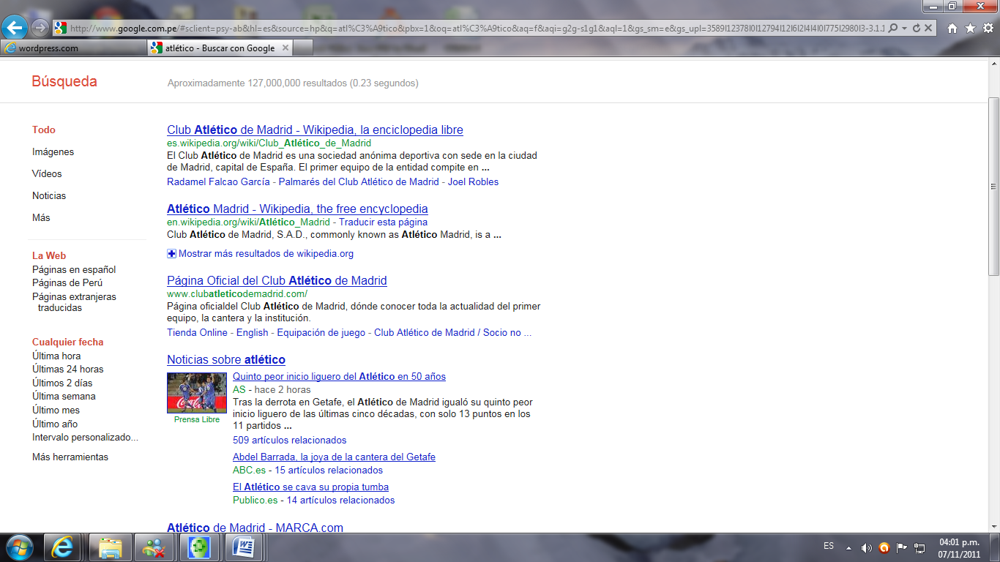 http://www.google.com.pe/#sclient=psy-ab&hl=es&source=hp&q=atl%C3%A9tico&pbx=1&oq=atl%C3%A9tico&aq=f&aqi=g2g-s1g1&aql=1&gs_sm=e&gs_upl=3589l12378l0l12794l12l6l2l4l4l0l775l2980l3-3.1.1
wordpress.com
atlético - Buscar con Google
Búsqueda
Aproximadamente 127,000,000 resultados (0.23 segundos)
Todo
Imágenes
Vídeos
Noticias
Más
La Web
Páginas en español
Páginas de Perú
Páginas extranjeras
traducidas
Cualquier fecha
Última hora
Últimas 24 horas
Últimos 2 días
Última semana
Último mes
Último año
Intervalo personalizado...
Más herramientas
Club Atlético de Madrid - Wikipedia, la enciclopedia libre
es.wikipedia.org/wiki/Club_Atlético_de_Madrid
El Club Atlético de Madrid es una sociedad anónima deportiva con sede en la ciudad
de Madrid, capital de España. El primer equipo de la entidad compite en ...
Radamel Falcao García - Palmarés del Club Atlético de Madrid - Joel Robles
Atlético Madrid - Wikipedia, the free encyclopedia
en.wikipedia.org/wiki/Atlético_Madrid - Traducir esta página
Club Atlético de Madrid, S.A.D., commonly known as Atlético Madrid, is a ...
Mostrar más resultados de wikipedia.org
Página Oficial del Club Atlético de Madrid
www.clubatleticodemadrid.com/
Página oficialdel Club Atlético de Madrid, dónde conocer toda la actualidad del primer
equipo, la cantera y la institución.
Tienda Online - English - Equipación de juego - Club Atlético de Madrid / Socio no ...
Noticias sobre atlético
Coca-Cola
Prensa Libre
Quinto peor inicio liguero del Atlético en 50 años
AS - hace 2 horas
Tras la derrota en Getafe, el Atlético de Madrid igualó su quinto peor
inicio liguero de las últimas cinco décadas, con solo 13 puntos en los
11 partidos ...
509 artículos relacionados
Abdel Barrada, la joya de la cantera del Getafe
ABC.es - 15 artículos relacionados
El Atlético se cava su propia tumba
Publico.es - 14 artículos relacionados
Atlético de Madrid - MARCA.com
ES
04:01 p.m.
07/11/2011